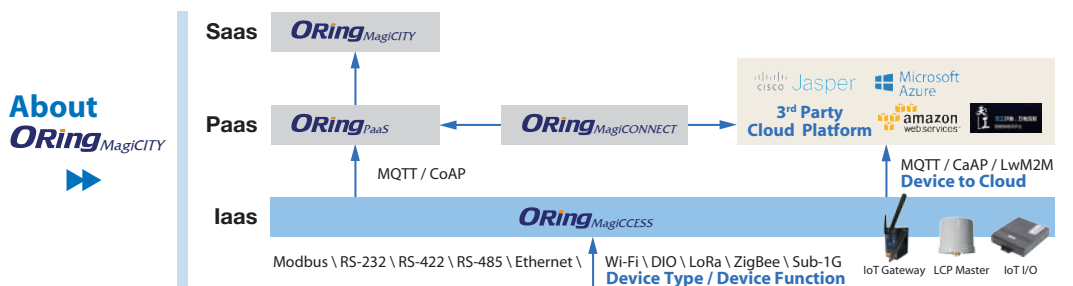 About
ORing MagiCITY
Saas
ORing MagiCITY
Paas
ORing PaaS
ORing MagiCONNECT
CISCO Jasper
Microsoft Azure
3rd Party
Cloud Platform
amazon
web services
MQTT / CoAP
MQTT / CaAP / LwM2M
Device to Cloud
Iaas
ORing MagiCCESS
IoT Gateway
LCP Master
IoT I/O
Modbus \ RS-232 \ RS-422 \ RS-485 \ Ethernet \ Wi-Fi \ DIO \ LoRa \ ZigBee \ Sub-1G
Device Type / Device Function